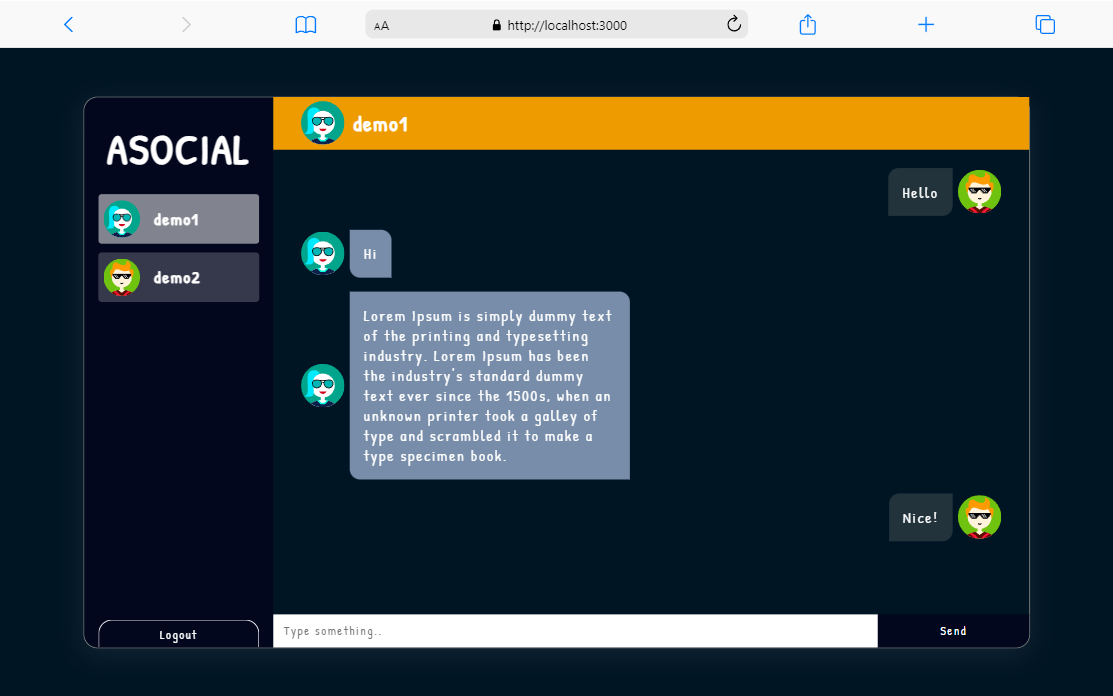 AA
http://localhost:3000
ASOCIAL
demo1
demo2
Logout
demo1
Hello
Hi
Lorem Ipsum is simply dummy text
of the printing and typesetting
industry. Lorem Ipsum has been
the industry's standard dummy
text ever since the 1500s, when an
unknown printer took a galley of
type and scrambled it to make a
type specimen book.
Nice!
Type something..
Send